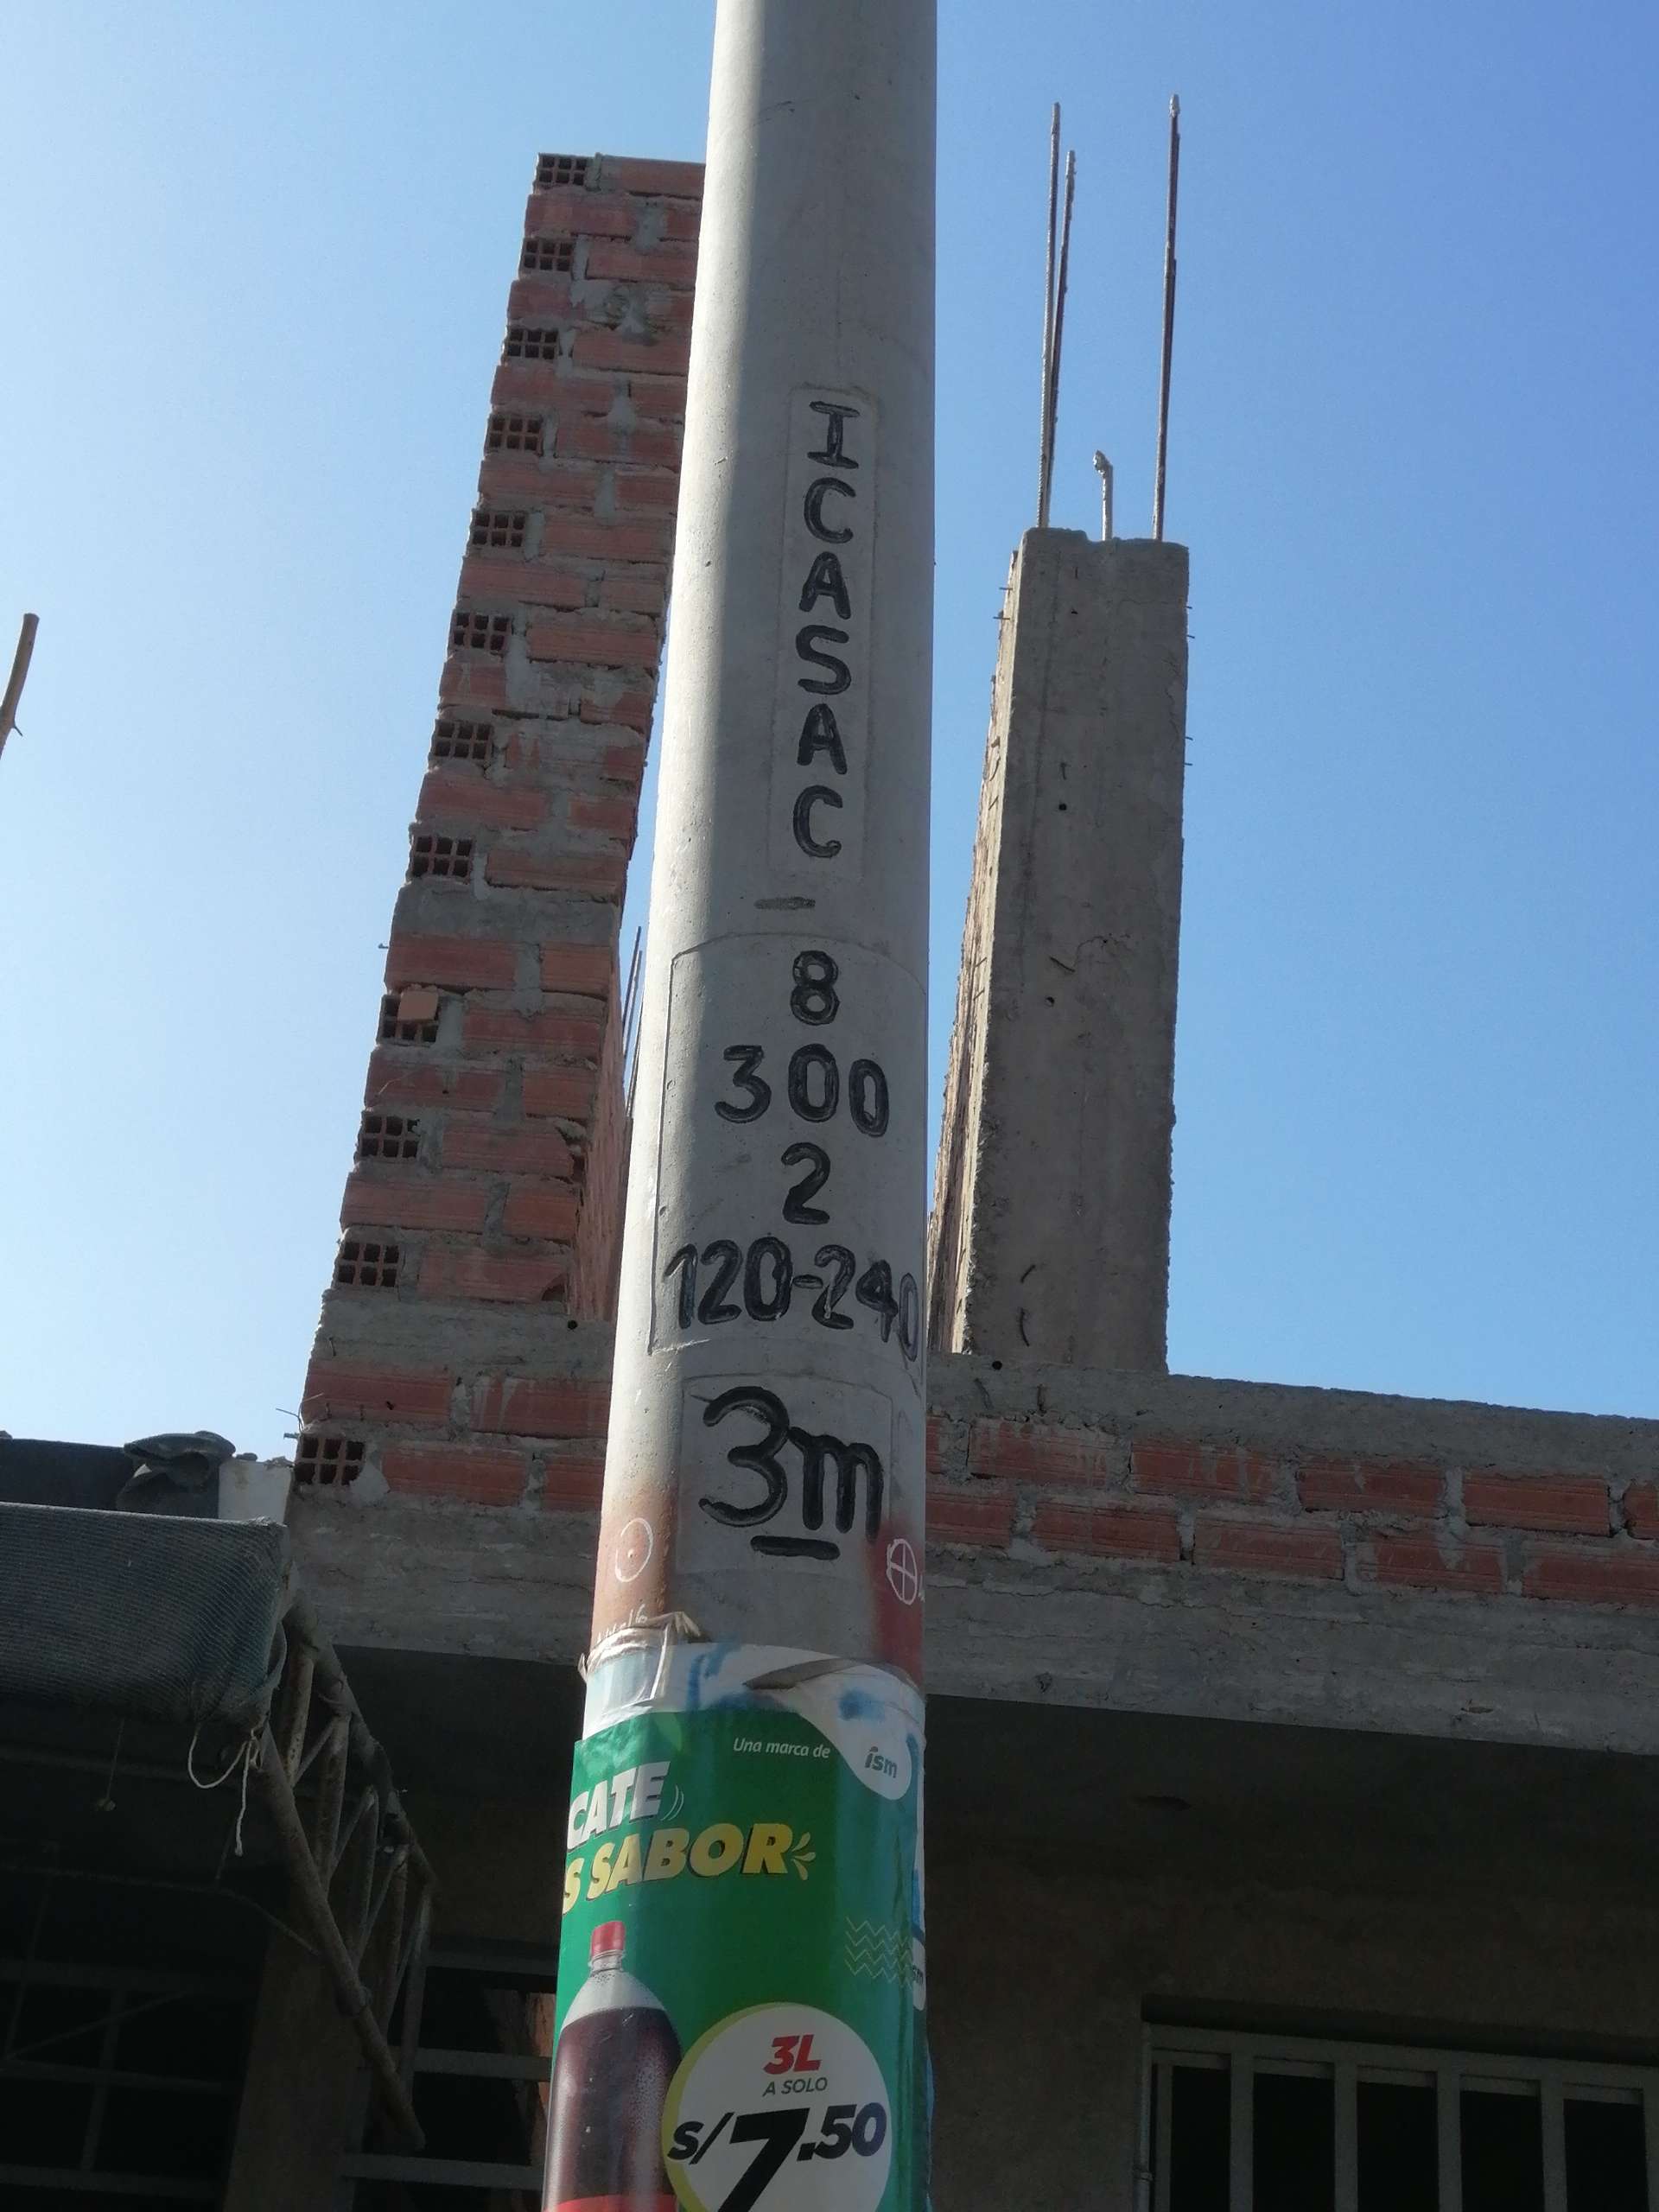 ICASAC
8
300
2
120-240
3m
Una marca de
ism
CATE
S SABOR
3L
A SOLO
S/7.50